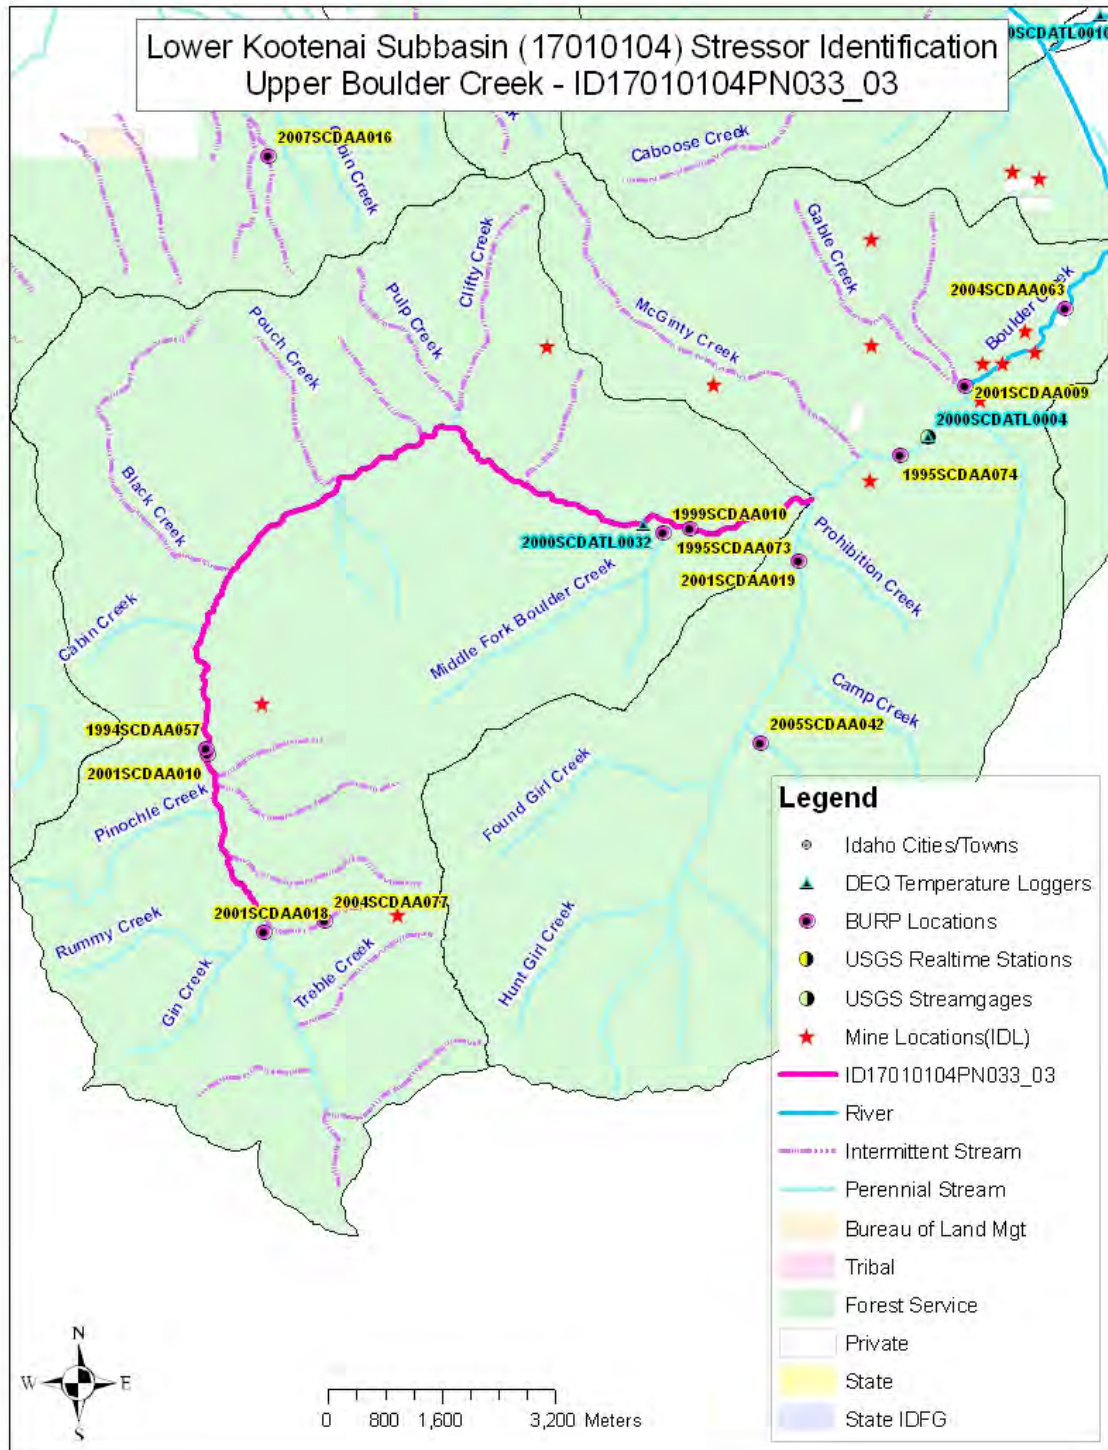 Lower Kootenai Subbasin (17010104) Stressor Identification
Upper Boulder Creek - ID17010104PN033_03
2007SCDAA016
Cabin Creek
Caboose Creek
Gable Creek
Clifty Creek
Pulp Creek
2004SCDAA063
Boulder Creek
McGinty Creek
Pouch Creek
2001SCDAA009
2000SCDATL0004
1995SCDAA074
Black Creek
1999SCDAA010
2000SCDATL0032
1995SCDAA073
2001SCDAA019
Prohibition Creek
Cabin Creek
Middle Fork Boulder Creek
Camp Creek
1994SCDAA057
2005SCDAA042
2001SCDAA010
Pinochle Creek
Found Girl Creek
2004SCDAA077
2001SCDAA018
Rummy Creek
Hunt Girl Creek
Treble Creek
Gin Creek
Legend
Idaho Cities/Towns
DEQ Temperature Loggers
BURP Locations
USGS Realtime Stations
USGS Streamgages
Mine Locations(IDL)
ID17010104PN033_03
River
Intermittent Stream
Perennial Stream
Bureau of Land Mgt
Tribal
Forest Service
Private
State
State IDFG
N
W E
S
0 800 1,600 3,200 Meters